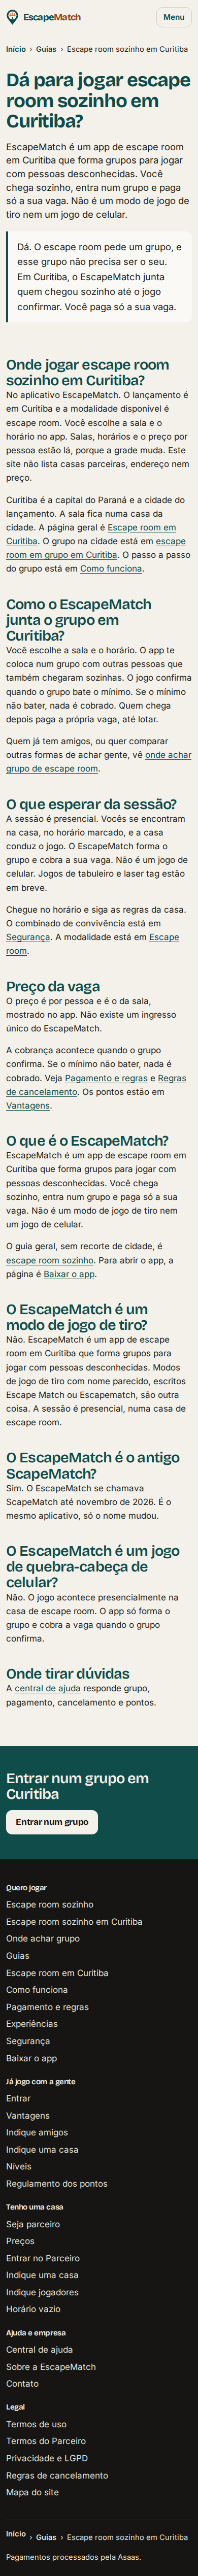 EscapeMatch
Menu
Início › Guias › Escape room sozinho em Curitiba
Dá para jogar escape
room sozinho em
Curitiba?
EscapeMatch é um app de escape room
em Curitiba que forma grupos para jogar
com pessoas desconhecidas. Você
chega sozinho, entra num grupo e paga
só a sua vaga. Não é um modo de jogo de
tiro nem um jogo de celular.
Dá. O escape room pede um grupo, e
esse grupo não precisa ser o seu.
Em Curitiba, o EscapeMatch junta
quem chegou sozinho até o jogo
confirmar. Você paga só a sua vaga.
Onde jogar escape room
sozinho em Curitiba?
No aplicativo EscapeMatch. O lançamento é
em Curitiba e a modalidade disponível é
escape room. Você escolhe a sala e o
horário no app. Salas, horários e o preço por
pessoa estão lá, porque a grade muda. Este
site não lista casas parceiras, endereço nem
preço.
Curitiba é a capital do Paraná e a cidade do
lançamento. A sala fica numa casa da
cidade. A página geral é Escape room em
Curitiba. O grupo na cidade está em escape
room em grupo em Curitiba. O passo a passo
do grupo está em Como funciona.
Como o EscapeMatch
junta o grupo em
Curitiba?
Você escolhe a sala e o horário. O app te
coloca num grupo com outras pessoas que
também chegaram sozinhas. O jogo confirma
quando o grupo bate o mínimo. Se o mínimo
não bater, nada é cobrado. Quem chega
depois paga a própria vaga, até lotar.
Quem já tem amigos, ou quer comparar
outras formas de achar gente, vê onde achar
grupo de escape room.
O que esperar da sessão?
A sessão é presencial. Vocês se encontram
na casa, no horário marcado, e a casa
conduz o jogo. O EscapeMatch forma o
grupo e cobra a sua vaga. Não é um jogo de
celular. Jogos de tabuleiro e laser tag estão
em breve.
Chegue no horário e siga as regras da casa.
O combinado de convivência está em
Segurança. A modalidade está em Escape
room.
Preço da vaga
O preço é por pessoa e é o da sala,
mostrado no app. Não existe um ingresso
único do EscapeMatch.
A cobrança acontece quando o grupo
confirma. Se o mínimo não bater, nada é
cobrado. Veja Pagamento e regras e Regras
de cancelamento. Os pontos estão em
Vantagens.
O que é o EscapeMatch?
EscapeMatch é um app de escape room em
Curitiba que forma grupos para jogar com
pessoas desconhecidas. Você chega
sozinho, entra num grupo e paga só a sua
vaga. Não é um modo de jogo de tiro nem
um jogo de celular.
O guia geral, sem recorte de cidade, é
escape room sozinho. Para abrir o app, a
página é Baixar o app.
O EscapeMatch é um
modo de jogo de tiro?
Não. EscapeMatch é um app de escape
room em Curitiba que forma grupos para
jogar com pessoas desconhecidas. Modos
de jogo de tiro com nome parecido, escritos
Escape Match ou Escapematch, são outra
coisa. A sessão é presencial, numa casa de
escape room.
O EscapeMatch é o antigo
ScapeMatch?
Sim. O EscapeMatch se chamava
ScapeMatch até novembro de 2026. É o
mesmo aplicativo, só o nome mudou.
O EscapeMatch é um jogo
de quebra-cabeça de
celular?
Não. O jogo acontece presencialmente na
casa de escape room. O app só forma o
grupo e cobra a vaga quando o grupo
confirma.
Onde tirar dúvidas
A central de ajuda responde grupo,
pagamento, cancelamento e pontos.
Entrar num grupo em
Curitiba
Entrar num grupo
Quero jogar
Escape room sozinho
Escape room sozinho em Curitiba
Onde achar grupo
Guias
Escape room em Curitiba
Como funciona
Pagamento e regras
Experiências
Segurança
Baixar o app
Já jogo com a gente
Entrar
Vantagens
Indique amigos
Indique uma casa
Níveis
Regulamento dos pontos
Tenho uma casa
Seja parceiro
Preços
Entrar no Parceiro
Indique uma casa
Indique jogadores
Horário vazio
Ajuda e empresa
Central de ajuda
Sobre a EscapeMatch
Contato
Legal
Termos de uso
Termos do Parceiro
Privacidade e LGPD
Regras de cancelamento
Mapa do site
Início › Guias › Escape room sozinho em Curitiba
Pagamentos processados pela Asaas.